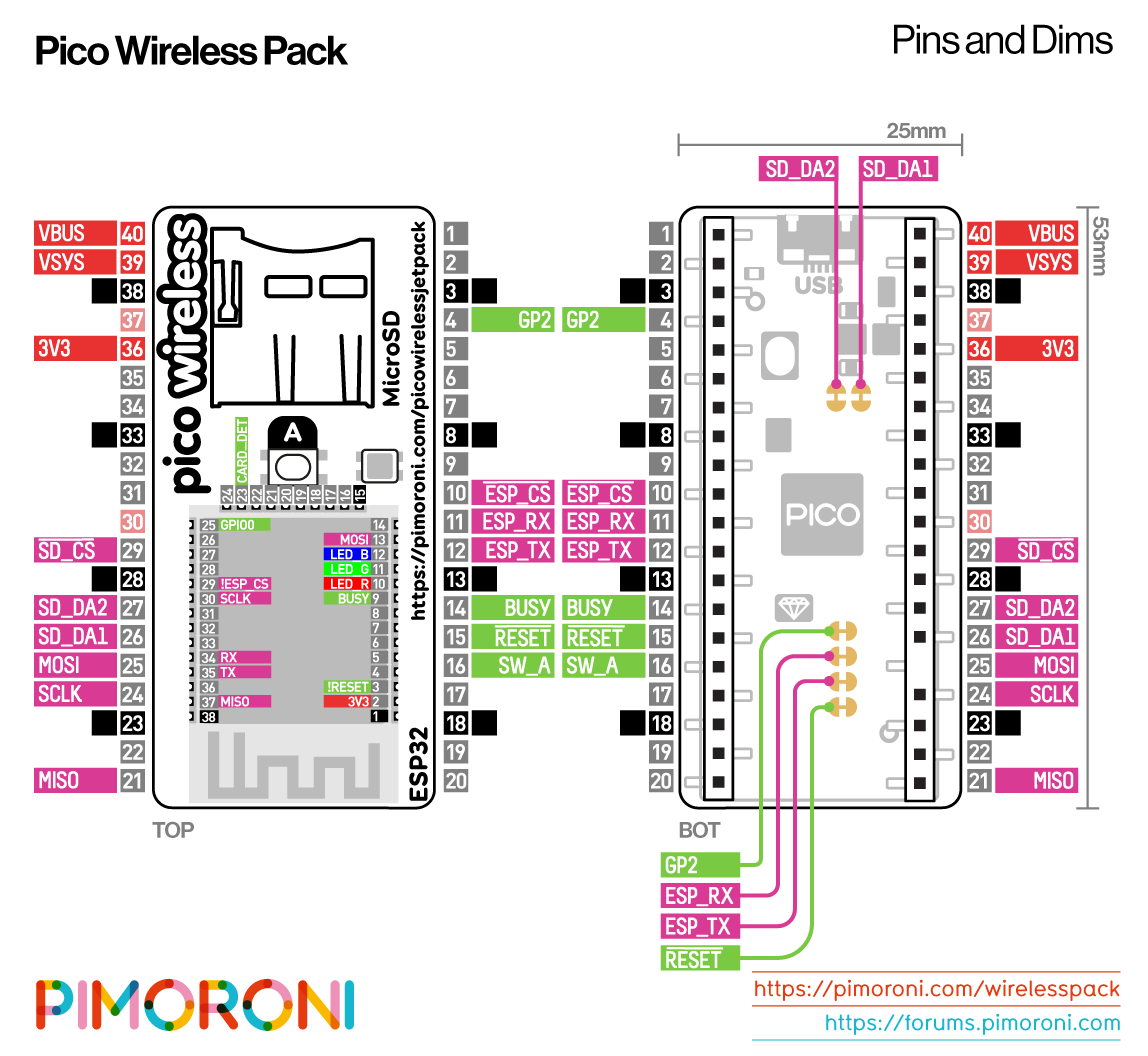 Pico Wireless Pack
Pins and Dims
25mm
SD_DA2 SD_DA1
53mm
VBUS 40
VSYS 39
38
37
3V3 36
35
34
33
32
31
30
SD_CS 29
28
SD_DA2 27
SD_DA1 26
MOSI 25
SCLK 24
23
22
MISO 21
pico wireless
MicroSD
https://pimoroni.com/picowirelessjetpack
A
CARD_DET
24 23 22 21 20 19 18 17 16 15
25 GPIO0 14
26 MOSI 13
27 LED_B 12
28 LED_G 11
29 !ESP_CS LED_R 10
30 SCLK BUSY 9
31 8
32 7
33 6
34 RX 5
35 TX 4
36 !RESET 3
37 MISO 3V3 2
38 1
ESP32
1
2
3
4 GP2
5
6
7
8
9
10 ESP_CS
11 ESP_RX
12 ESP_TX
13
14 BUSY
15 RESET
16 SW_A
17
18
19
20
TOP
1
2
3
GP2 4
5
6
7
8
9
ESP_CS 10
ESP_RX 11
ESP_TX 12
13
BUSY 14
RESET 15
SW_A 16
17
18
19
20
USB
PICO
40 VBUS
39 VSYS
38
37
36 3V3
35
34
33
32
31
30
29 SD_CS
28
27 SD_DA2
26 SD_DA1
25 MOSI
24 SCLK
23
22
21 MISO
BOT
GP2
ESP_RX
ESP_TX
RESET
PIMORONI
https://pimoroni.com/wirelesspack
https://forums.pimoroni.com